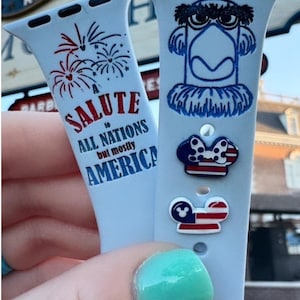 A
SALUTE
to
ALL NATIONS
but mostly
AMERICA